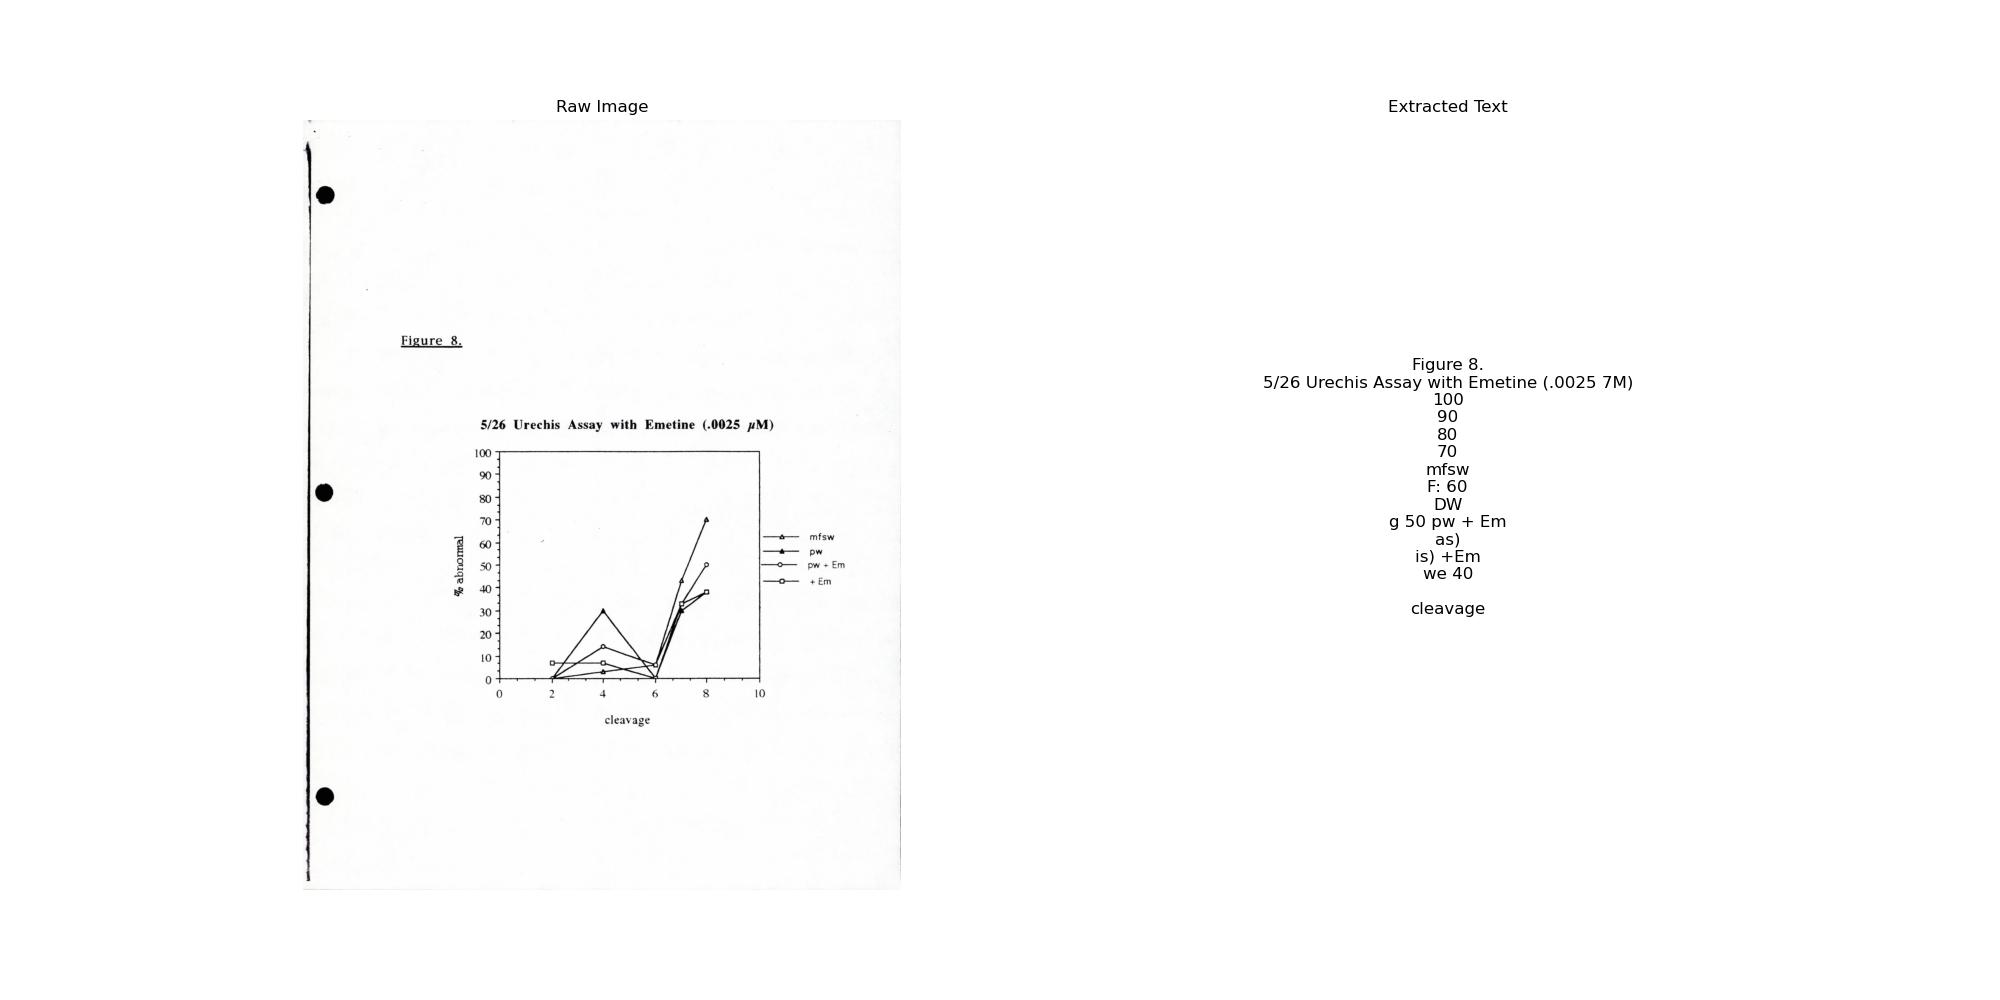 Raw Image
Figure 8.
5/26 Urechis Assay with Emetine (.0025 µM)
100
90
80
70
60
50
40
30
20
10
0
% abnormal
0 2 4 6 8 10
cleavage
mfsw
pw
pw + Em
+ Em
Extracted Text
Figure 8.
5/26 Urechis Assay with Emetine (.0025 7M)
100
90
80
70
mfsw
F: 60
DW
g 50 pw + Em
as)
is) +Em
we 40
cleavage